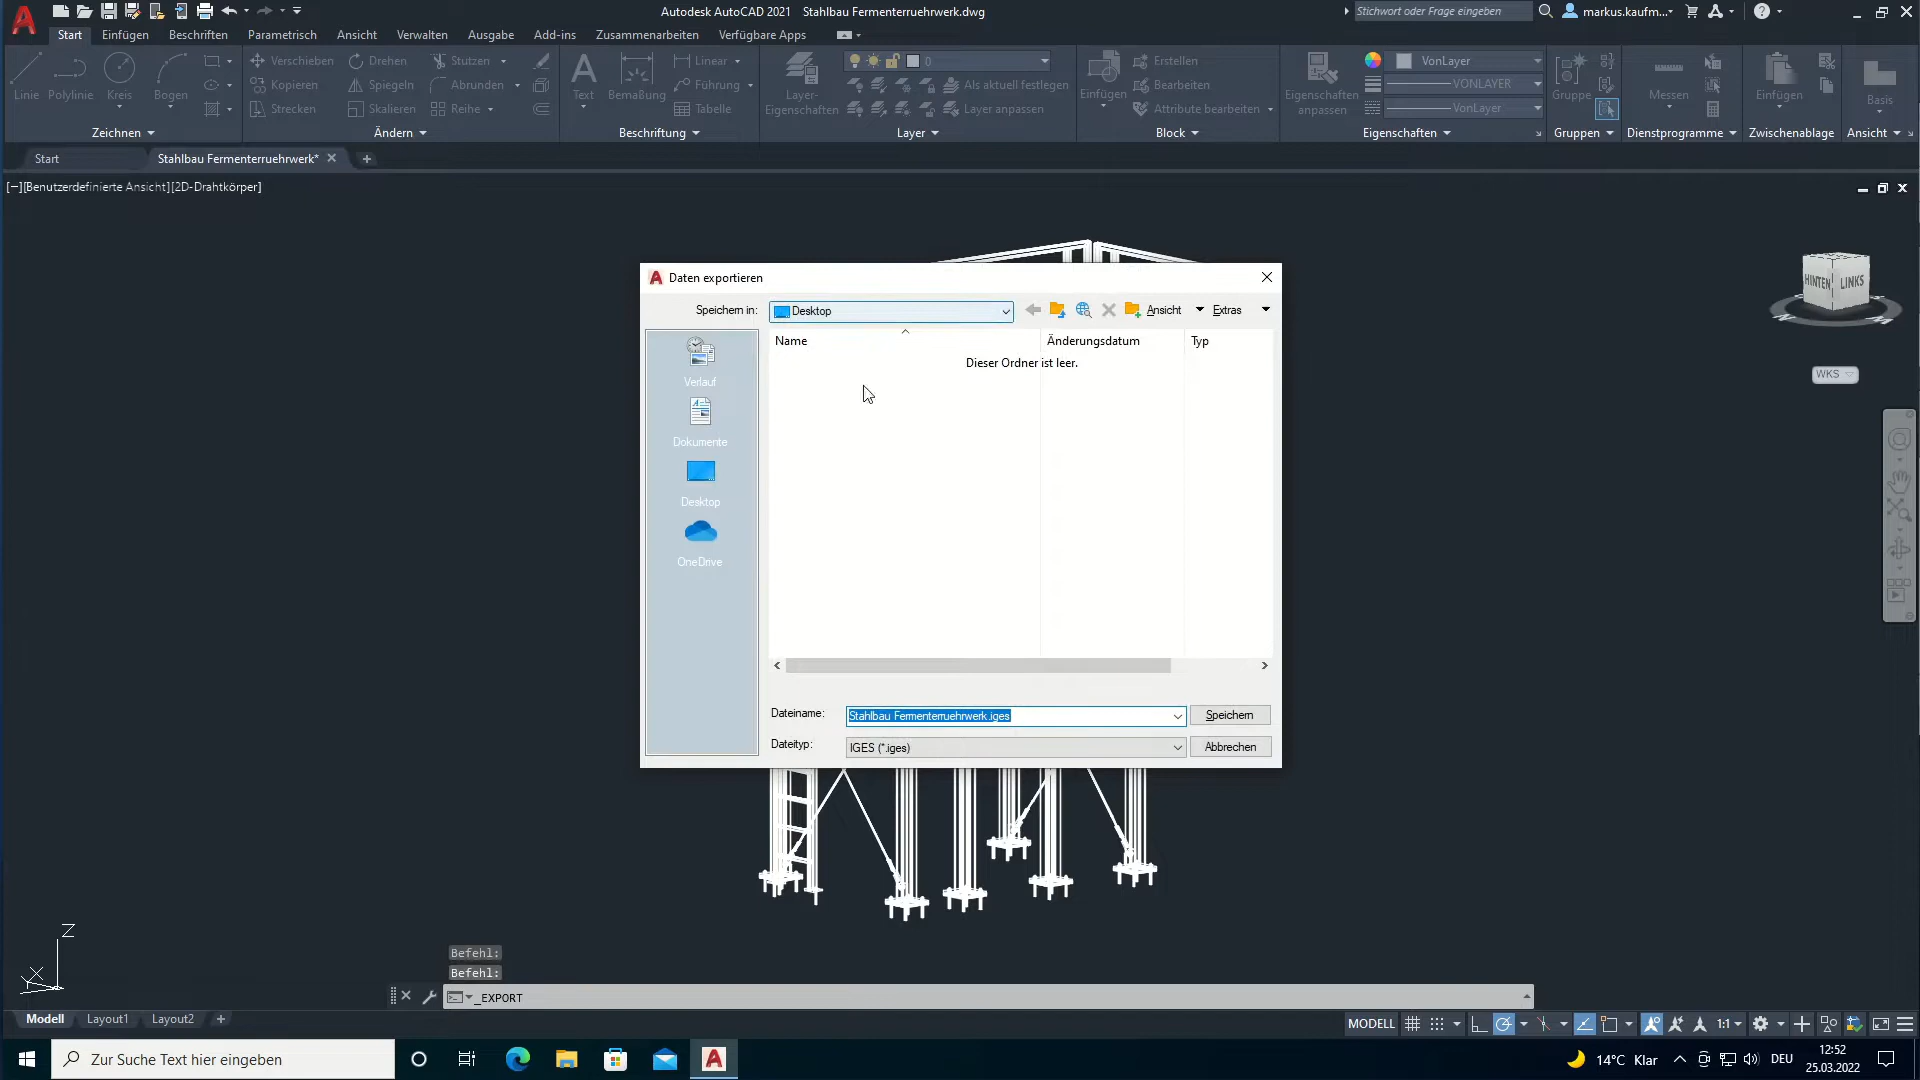 Autodesk AutoCAD 2021 Stahlbau Fermenterruehrwerk.dwg
Stichwort oder Frage eingeben
markus.kaufm...
Start Einfügen Beschriften Parametrisch Ansicht Verwalten Ausgabe Add-ins Zusammenarbeiten Verfügbare Apps
Linie Polylinie Kreis Bogen
Verschieben Drehen Stutzen
Kopieren Spiegeln Abrunden
Strecken Skalieren Reihe
Text Bemaßung
Linear
Führung
Tabelle
Layer-Eigenschaften
0
Als aktuell festlegen
Layer anpassen
Einfügen
Erstellen
Bearbeiten
Attribute bearbeiten
Eigenschaften anpassen
VonLayer
VONLAYER
VonLayer
Gruppe
Messen
Einfügen
Basis
Zeichnen Ändern Beschriftung Layer Block Eigenschaften Gruppen Dienstprogramme Zwischenablage Ansicht
Start Stahlbau Fermenterruehrwerk*
[−][Benutzerdefinierte Ansicht][2D-Drahtkörper]
HINTEN LINKS
WKS
Daten exportieren
Speichern in: Desktop
Ansicht Extras
Name Änderungsdatum Typ
Dieser Ordner ist leer.
Verlauf
Dokumente
Desktop
OneDrive
Dateiname: Stahlbau Fermenterruehrwerk.iges Speichern
Dateityp: IGES (*.iges) Abbrechen
Z
X
Y
Befehl:
Befehl:
_EXPORT
Modell Layout1 Layout2
MODELL
1:1
Zur Suche Text hier eingeben
14°C Klar
DEU
12:52
25.03.2022